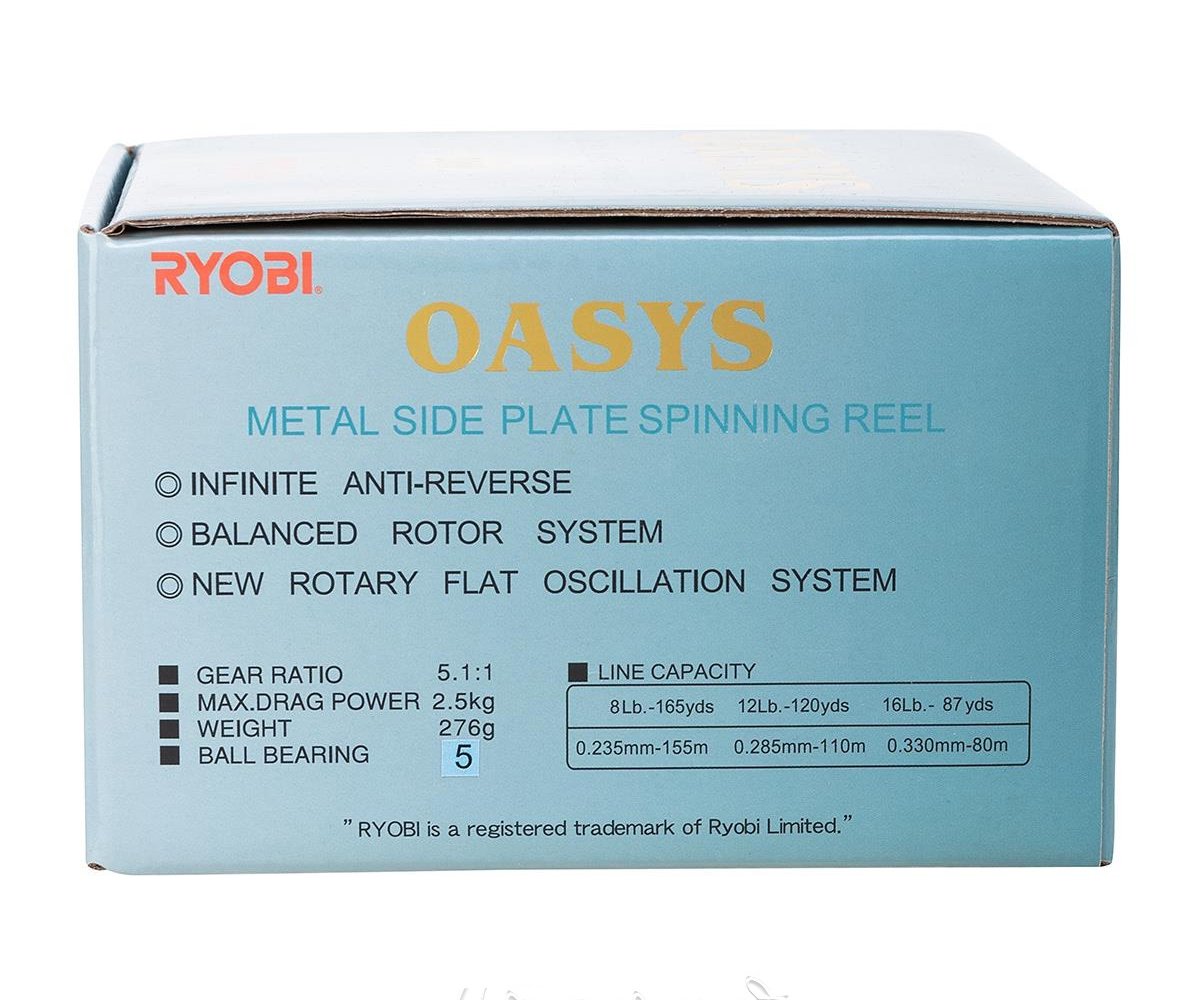 RYOBI®
OASYS
METAL SIDE PLATE SPINNING REEL
◎ INFINITE ANTI-REVERSE
◎ BALANCED ROTOR SYSTEM
◎ NEW ROTARY FLAT OSCILLATION SYSTEM
■ GEAR RATIO 5.1:1
■ MAX.DRAG POWER 2.5kg
■ WEIGHT 276g
■ BALL BEARING 5
■ LINE CAPACITY
8Lb.-165yds 12Lb.-120yds 16Lb.- 87yds
0.235mm-155m 0.285mm-110m 0.330mm-80m
” RYOBI is a registered trademark of Ryobi Limited.”